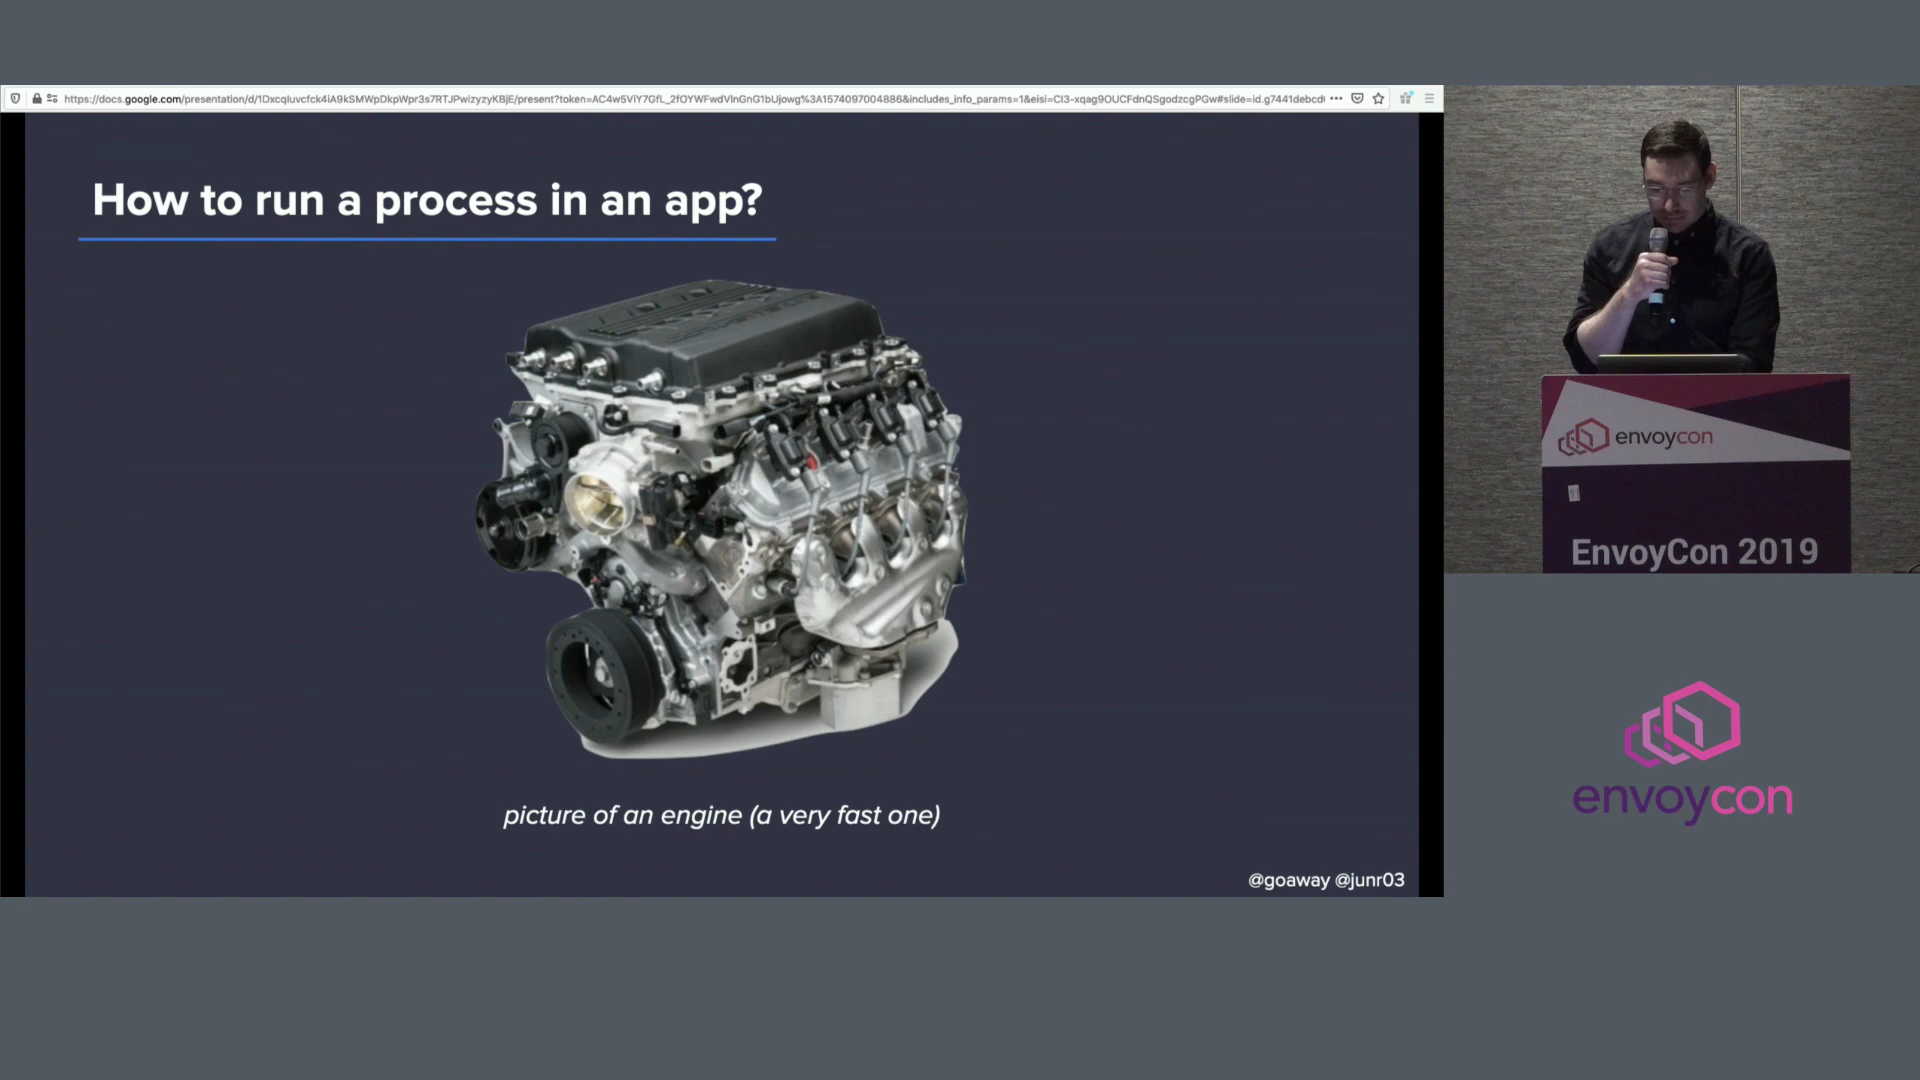 How to run a process in an app?
picture of an engine (a very fast one)
@goaway @junr03
envoycon
EnvoyCon 2019
envoycon